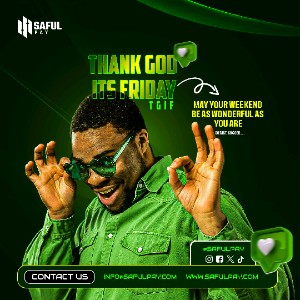 SAFUL
PAY
THANK GOD
ITS FRIDAY
TGIF
MAY YOUR WEEKEND
BE AS WONDERFUL AS
YOU ARE
#SAFULPAY
CONTACT US
INFO@SAFULPAY.COM
WWW.SAFULPAY.COM